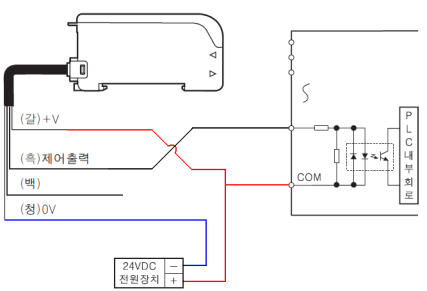 (갈)+V
(흑)제어출력
(백)
(청)0V
COM
PLC내부회로
24VDC −
전원장치 +